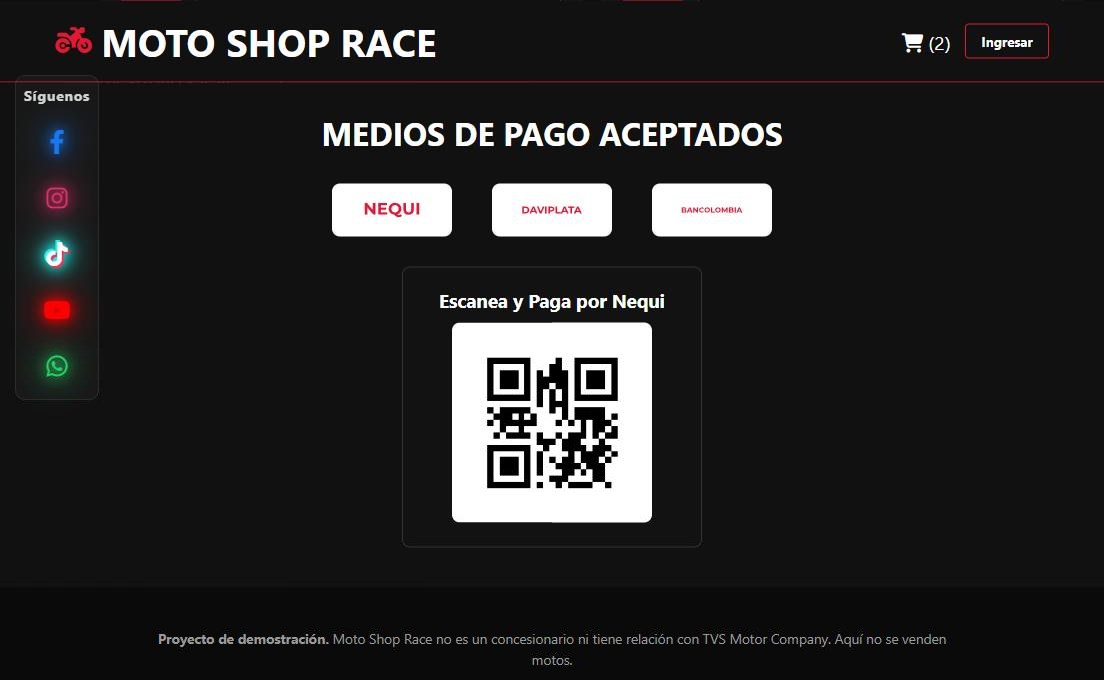 MOTO SHOP RACE
(2)
Ingresar
Síguenos
MEDIOS DE PAGO ACEPTADOS
NEQUI
DAVIPLATA
BANCOLOMBIA
Escanea y Paga por Nequi
Proyecto de demostración. Moto Shop Race no es un concesionario ni tiene relación con TVS Motor Company. Aquí no se venden
motos.